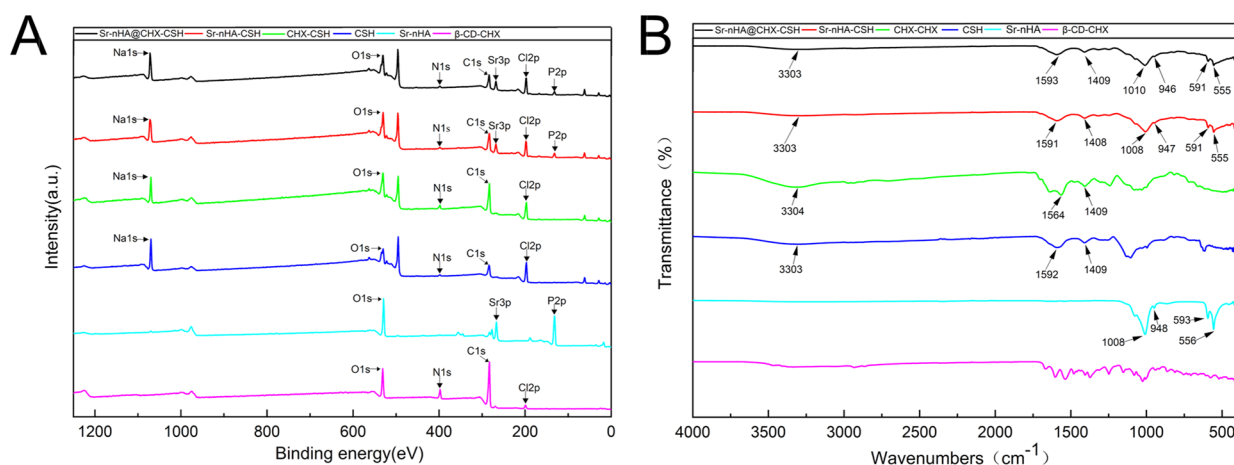 A
Sr-nHA@CHX-CSH Sr-nHA-CSH CHX-CSH CSH Sr-nHA β-CD-CHX
Na1s O1s N1s C1s Sr3p Cl2p P2p
Na1s O1s N1s C1s Sr3p Cl2p P2p
Na1s O1s N1s C1s Cl2p
Na1s O1s N1s C1s Cl2p
O1s Sr3p P2p
O1s N1s C1s Cl2p
Intensity(a.u.)
1200 1000 800 600 400 200 0
Binding energy(eV)
B
Sr-nHA@CHX-CSH Sr-nHA-CSH CHX-CHX CSH Sr-nHA β-CD-CHX
3303 1593 1409 1010 946 591 555
3303 1591 1408 1008 947 591 555
3304 1564 1409
3303 1592 1409
1008 948 593 556
Transmittance（%）
4000 3500 3000 2500 2000 1500 1000 500
Wavenumbers（cm⁻¹）